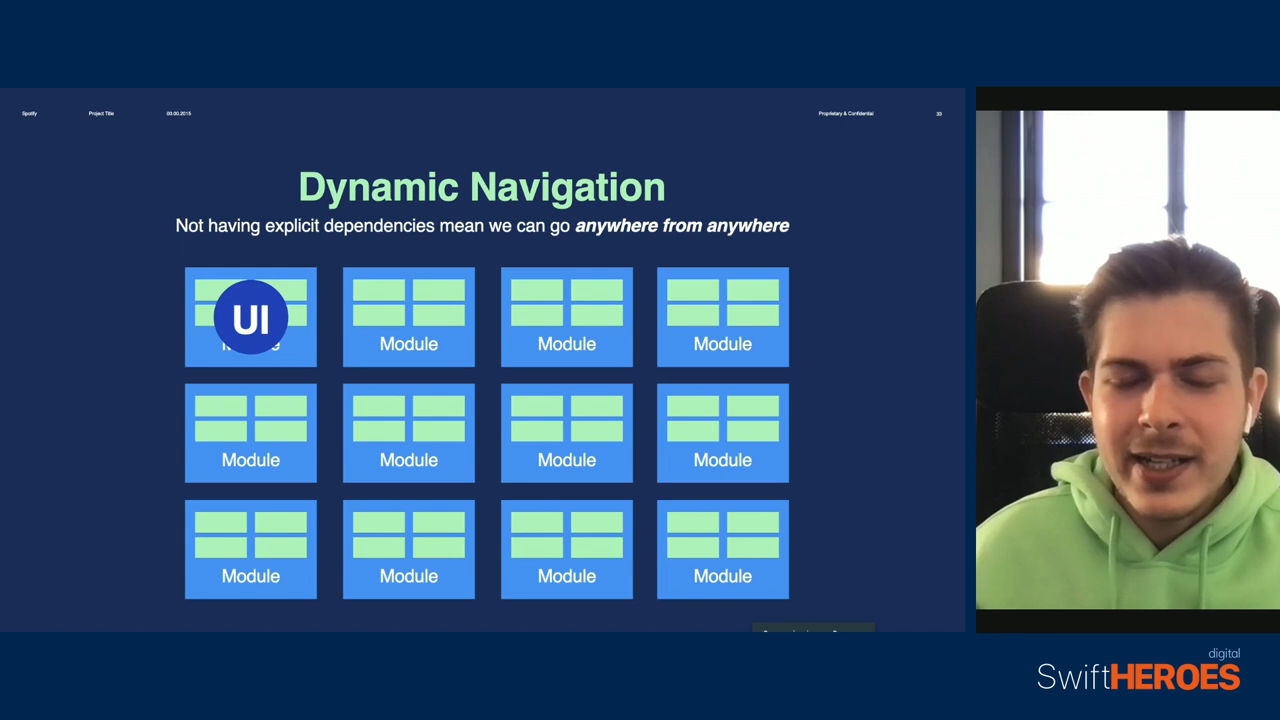 Spotify Project Title 00.00.2015 Proprietary & Confidential 33
Dynamic Navigation
Not having explicit dependencies mean we can go anywhere from anywhere
UI Module Module Module
Module Module Module Module
Module Module Module Module
digital
SwiftHEROES